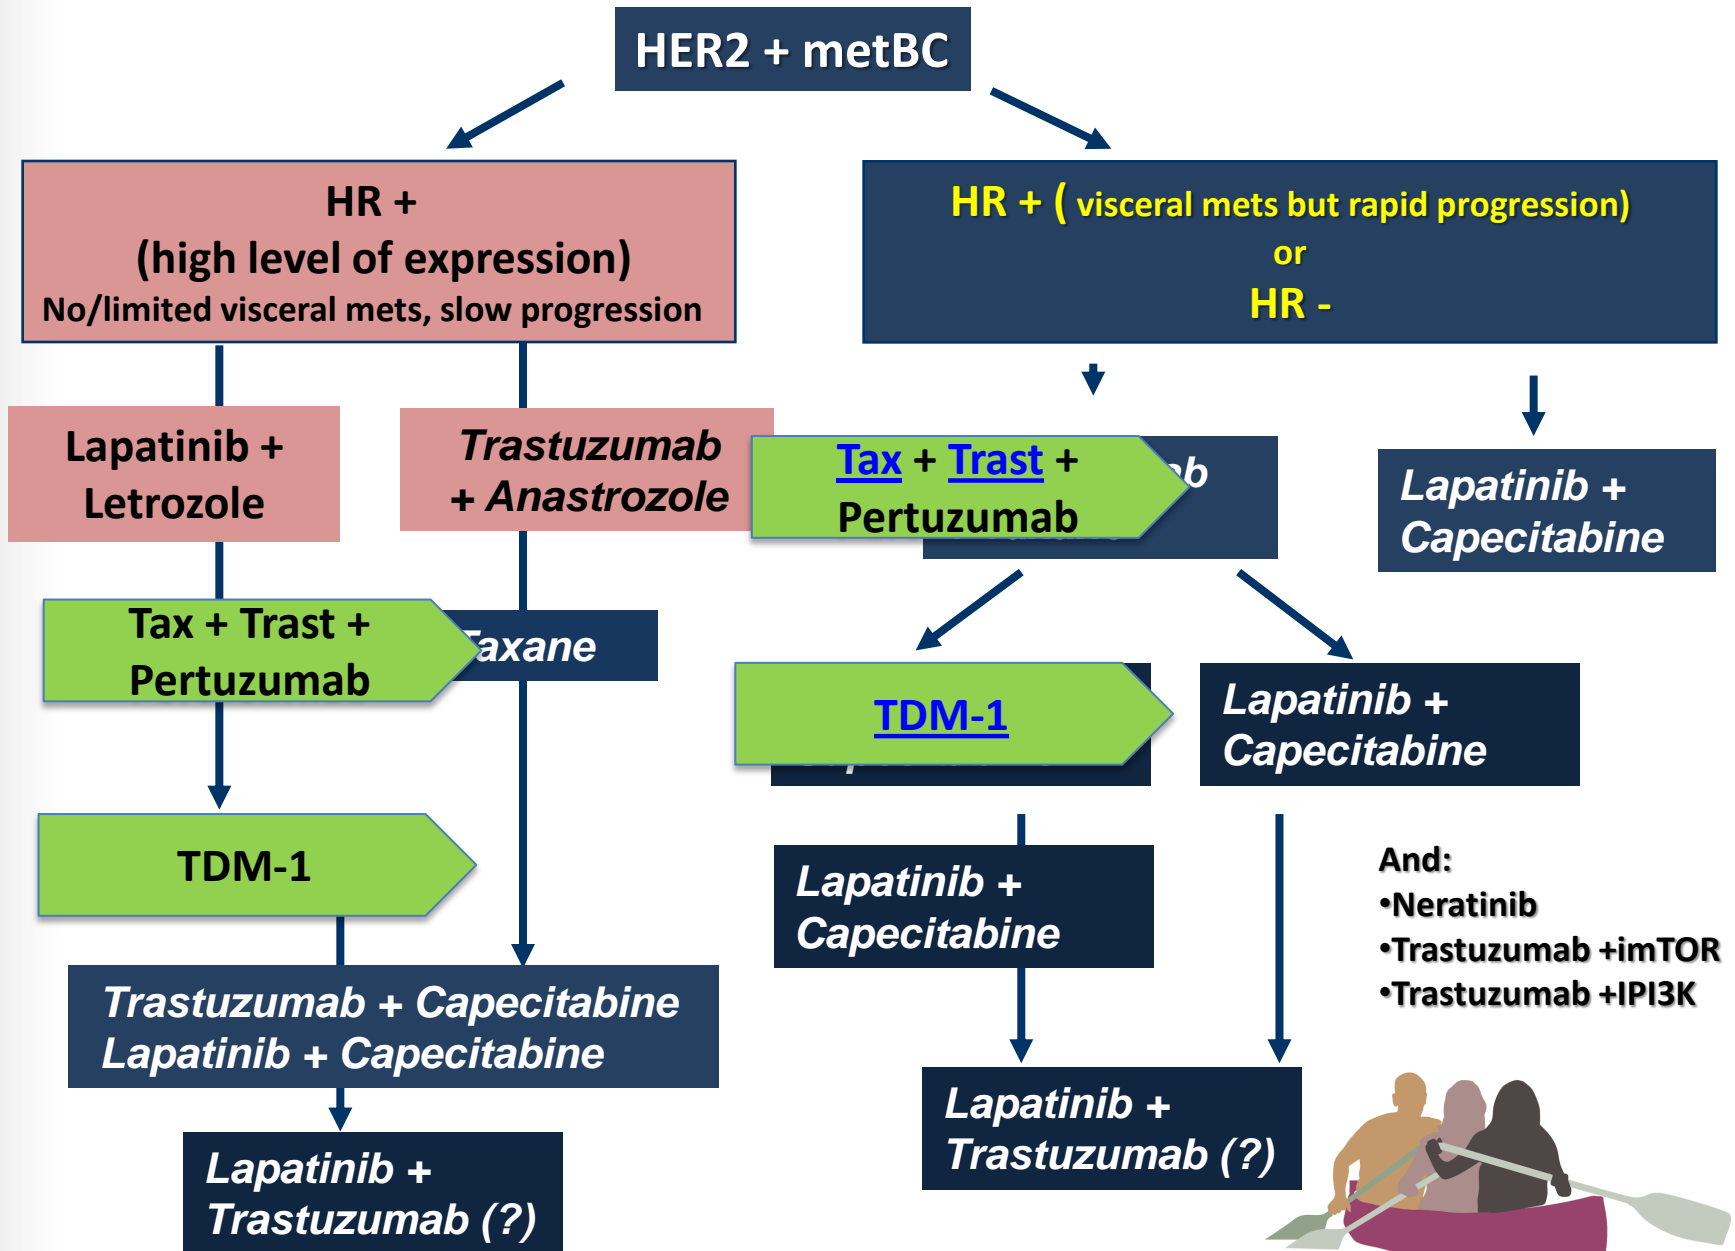 HER2 + metBC
HR +
(high level of expression)
No/limited visceral mets, slow progression
HR + ( visceral mets but rapid progression)
or
HR -
Lapatinib +
Letrozole
Trastuzumab
+ Anastrozole
Tax + Trast +
Pertuzumab
Lapatinib +
Capecitabine
Tax + Trast +
Pertuzumab
TDM-1
Lapatinib +
Capecitabine
TDM-1
Lapatinib +
Capecitabine
And:
•Neratinib
•Trastuzumab +imTOR
•Trastuzumab +IPI3K
Trastuzumab + Capecitabine
Lapatinib + Capecitabine
Lapatinib +
Trastuzumab (?)
Lapatinib +
Trastuzumab (?)